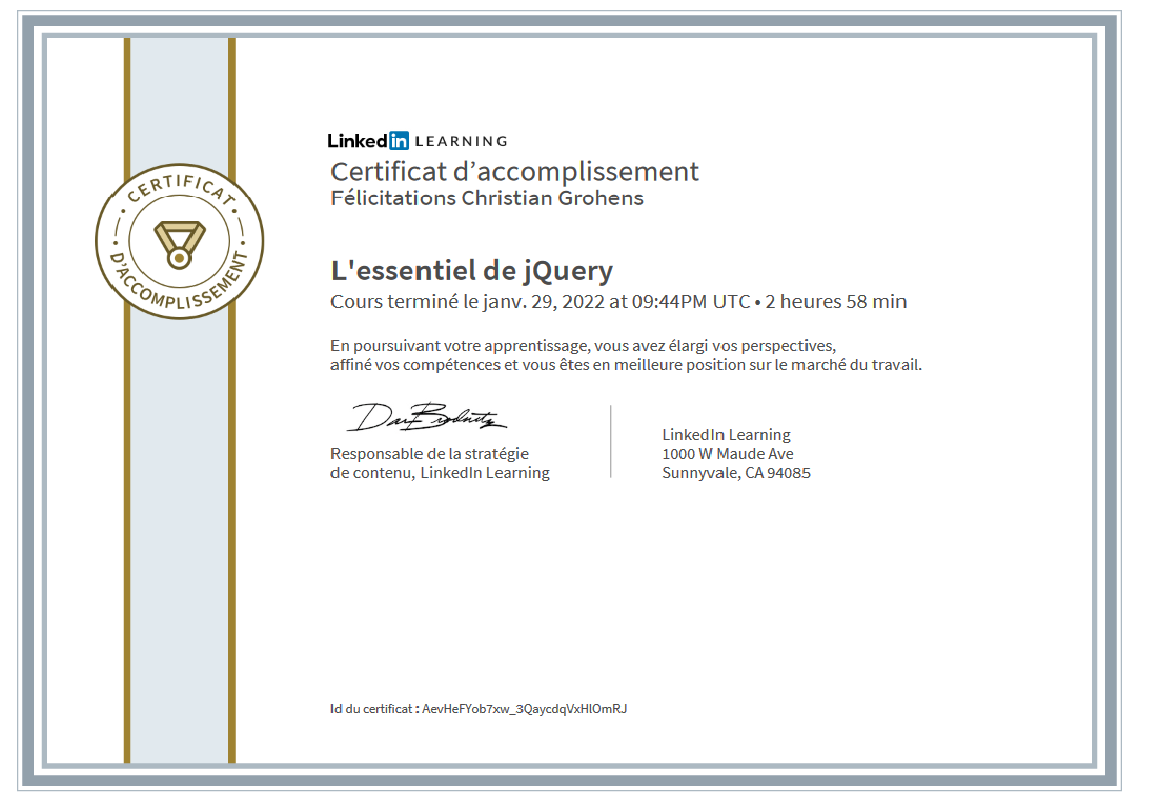 CERTIFICAT
D'ACCOMPLISSEMENT
Linkedin LEARNING
Certificat d’accomplissement
Félicitations Christian Grohens
L'essentiel de jQuery
Cours terminé le janv. 29, 2022 at 09:44PM UTC • 2 heures 58 min
En poursuivant votre apprentissage, vous avez élargi vos perspectives,
affiné vos compétences et vous êtes en meilleure position sur le marché du travail.
Responsable de la stratégie
de contenu, LinkedIn Learning
LinkedIn Learning
1000 W Maude Ave
Sunnyvale, CA 94085
Id du certificat : AevHeFYob7xw_3QaycdqVxHlOmRJ